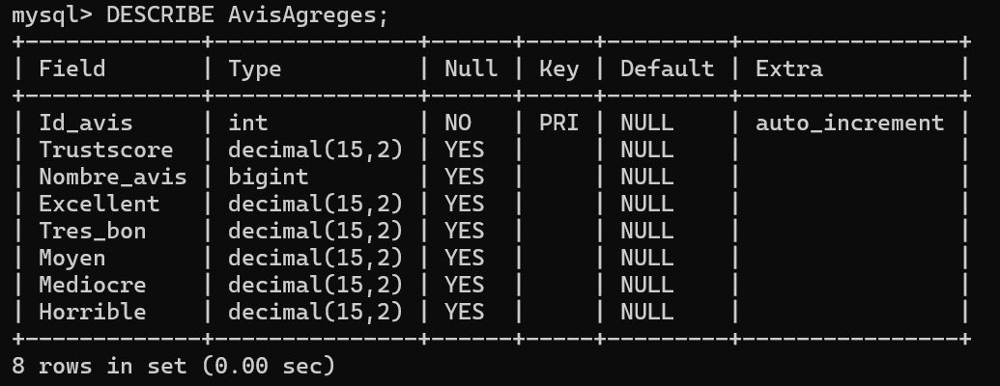 mysql> DESCRIBE AvisAgreges;
+--------------+---------------+------+-----+---------+----------------+
| Field        | Type          | Null | Key | Default | Extra          |
+--------------+---------------+------+-----+---------+----------------+
| Id_avis      | int           | NO   | PRI | NULL    | auto_increment |
| Trustscore   | decimal(15,2) | YES  |     | NULL    |                |
| Nombre_avis  | bigint        | YES  |     | NULL    |                |
| Excellent    | decimal(15,2) | YES  |     | NULL    |                |
| Tres_bon     | decimal(15,2) | YES  |     | NULL    |                |
| Moyen        | decimal(15,2) | YES  |     | NULL    |                |
| Mediocre     | decimal(15,2) | YES  |     | NULL    |                |
| Horrible     | decimal(15,2) | YES  |     | NULL    |                |
+--------------+---------------+------+-----+---------+----------------+
8 rows in set (0.00 sec)